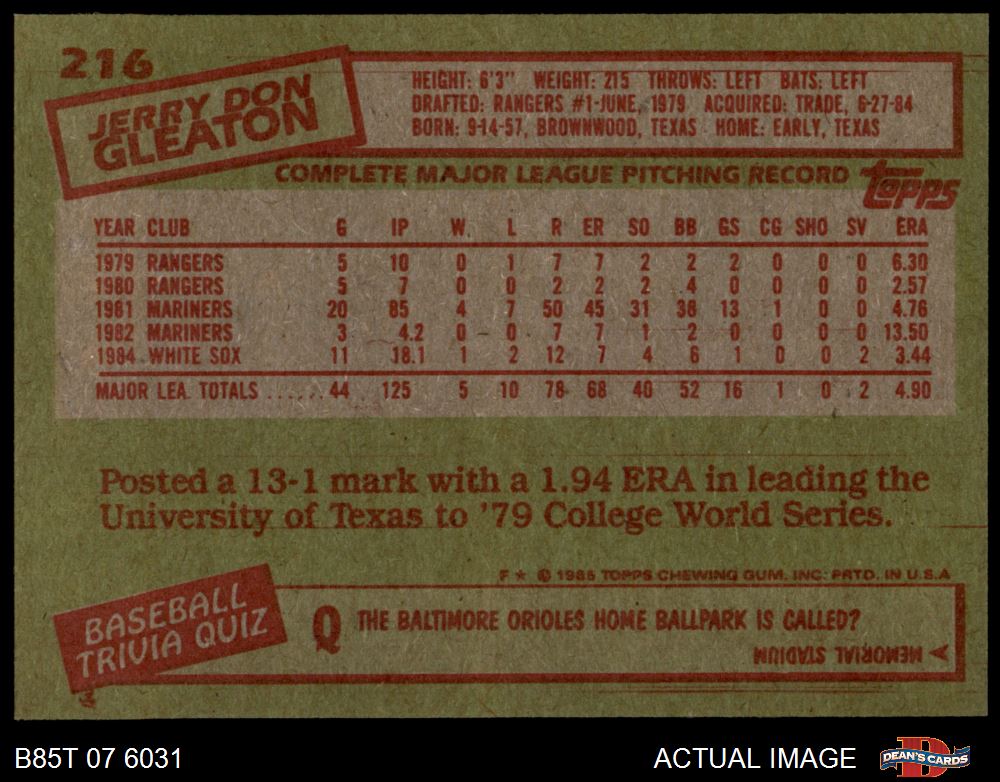 216
JERRY DON
GLEATON
HEIGHT: 6'3" WEIGHT: 215 THROWS: LEFT BATS: LEFT
DRAFTED: RANGERS #1-JUNE, 1979 ACQUIRED: TRADE, 6-27-84
BORN: 9-14-57, BROWNWOOD, TEXAS HOME: EARLY, TEXAS
COMPLETE MAJOR LEAGUE PITCHING RECORD
topps
YEAR CLUB G IP W. L R ER SO BB GS CG SHO SV ERA
1979 RANGERS 5 10 0 1 7 7 2 2 2 0 0 0 6.30
1980 RANGERS 5 7 0 0 2 2 2 4 0 0 0 0 2.57
1981 MARINERS 20 85 4 7 50 45 31 38 13 1 0 0 4.76
1982 MARINERS 3 4.2 0 0 7 7 1 2 0 0 0 0 13.50
1984 WHITE SOX 11 18.1 1 2 12 7 4 6 1 0 0 2 3.44
MAJOR LEA. TOTALS ...... 44 125 5 10 78 68 40 52 16 1 0 2 4.90
Posted a 13-1 mark with a 1.94 ERA in leading the
University of Texas to '79 College World Series.
F ★ © 1985 TOPPS CHEWING GUM, INC. PRTD. IN U.S.A
BASEBALL
TRIVIA QUIZ
Q THE BALTIMORE ORIOLES HOME BALLPARK IS CALLED?
A MEMORIAL STADIUM
B85T 07 6031
ACTUAL IMAGE
D
DEAN'S CARDS